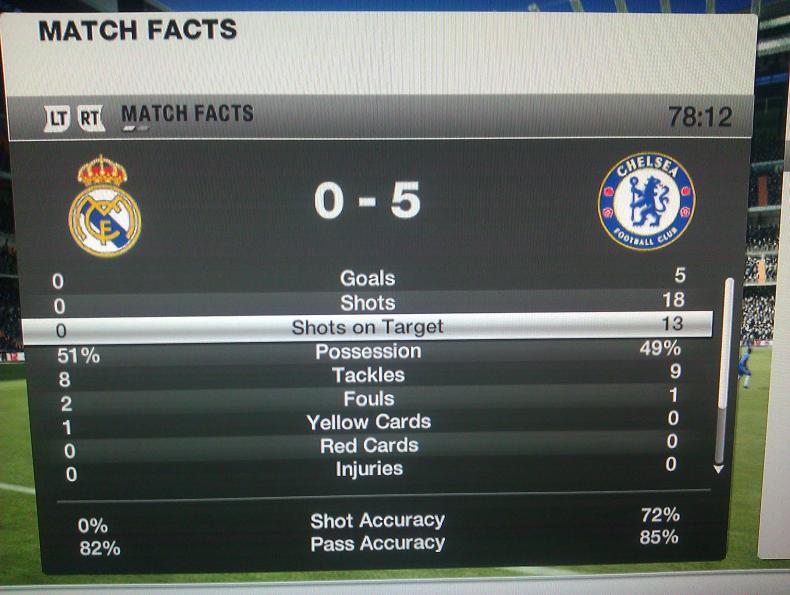 MATCH FACTS
LT RT MATCH FACTS 78:12
0 - 5
CHELSEA
FOOTBALL CLUB
0 Goals 5
0 Shots 18
0 Shots on Target 13
51% Possession 49%
8 Tackles 9
2 Fouls 1
1 Yellow Cards 0
0 Red Cards 0
0 Injuries 0
0% Shot Accuracy 72%
82% Pass Accuracy 85%